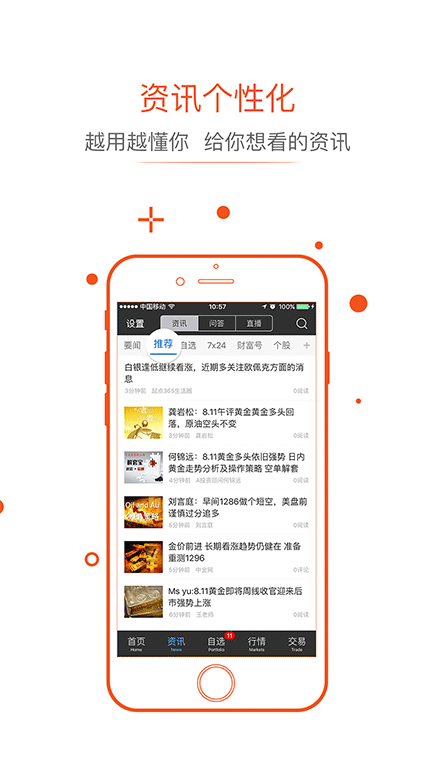 资讯个性化
越用越懂你 给你想看的资讯
中国移动 10:57 100%
设置 资讯 问答 直播
要闻 推荐 自选 7x24 财富号 个股 +
白银逢低继续看涨，近期多关注欧佩克方面的消
息
3分钟前 起点365生活圈 0阅读
龚岩松：8.11午评黄金黄金多头回
落，原油空头不变
3分钟前 龚岩松 0阅读
何锦远：8.11黄金多头依旧强势 日内
黄金走势分析及操作策略 空单解套
4分钟前 A投资顾问何锦远 0阅读
刘言庭：早间1286做个短空，美盘前
谨慎过分追多
5分钟前 刘言庭 0阅读
金价前进 长期看涨趋势仍健在 准备
重测1296
5分钟前 中金网 0评论
Ms yu:8.11黄金即将周线收官迎来后
市强势上涨
6分钟前 王老师 0阅读
11
首页 资讯 自选 行情 交易
Home News Portfolio Markets Trade